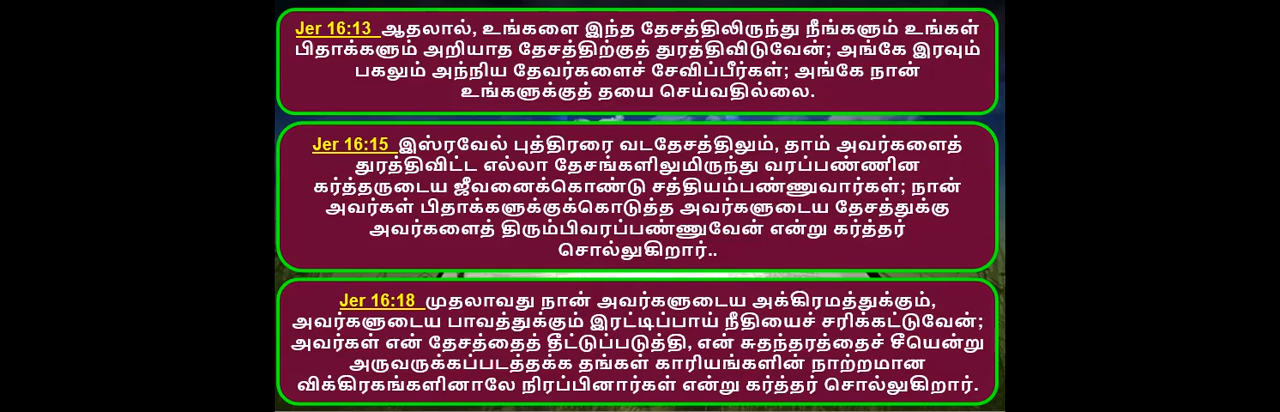 Jer 16:13 ஆதலால், உங்களை இந்த தேசத்திலிருந்து நீங்களும் உங்கள்
பிதாக்களும் அறியாத தேசத்திற்குத் துரத்திவிடுவேன்; அங்கே இரவும்
பகலும் அந்நிய தேவர்களைச் சேவிப்பீர்கள்; அங்கே நான்
உங்களுக்குத் தயை செய்வதில்லை.
Jer 16:15 இஸ்ரவேல் புத்திரரை வடதேசத்திலும், தாம் அவர்களைத்
துரத்திவிட்ட எல்லா தேசங்களிலுமிருந்து வரப்பண்ணின
கர்த்தருடைய ஜீவனைக்கொண்டு சத்தியம்பண்ணுவார்கள்; நான்
அவர்கள் பிதாக்களுக்குக்கொடுத்த அவர்களுடைய தேசத்துக்கு
அவர்களைத் திரும்பிவரப்பண்ணுவேன் என்று கர்த்தர்
சொல்லுகிறார்..
Jer 16:18 முதலாவது நான் அவர்களுடைய அக்கிரமத்துக்கும்,
அவர்களுடைய பாவத்துக்கும் இரட்டிப்பாய் நீதியைச் சரிக்கட்டுவேன்;
அவர்கள் என் தேசத்தைத் தீட்டுப்படுத்தி, என் சுதந்தரத்தைச் சீயென்று
அருவருக்கப்படத்தக்க தங்கள் காரியங்களின் நாற்றமான
விக்கிரகங்களினாலே நிரப்பினார்கள் என்று கர்த்தர் சொல்லுகிறார்.